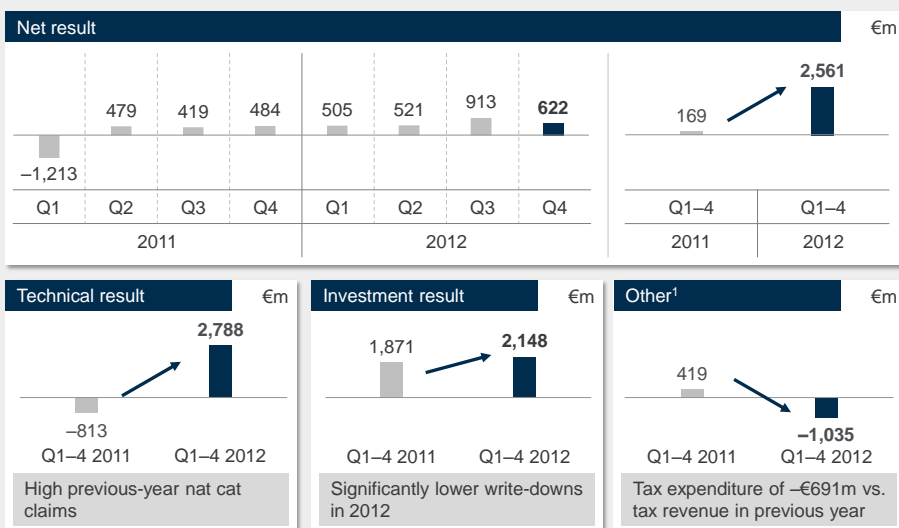 Net result €m
2,561
913
479 419 484 505 521 622 169
–1,213
Q1 Q2 Q3 Q4 Q1 Q2 Q3 Q4 Q1–4 Q1–4
2011 2012 2011 2012
Technical result €m
2,788
–813
Q1–4 2011 Q1–4 2012
High previous-year nat cat
claims
Investment result €m
1,871 2,148
Q1–4 2011 Q1–4 2012
Significantly lower write-downs
in 2012
Other¹ €m
419
–1,035
Q1–4 2011 Q1–4 2012
Tax expenditure of –€691m vs.
tax revenue in previous year